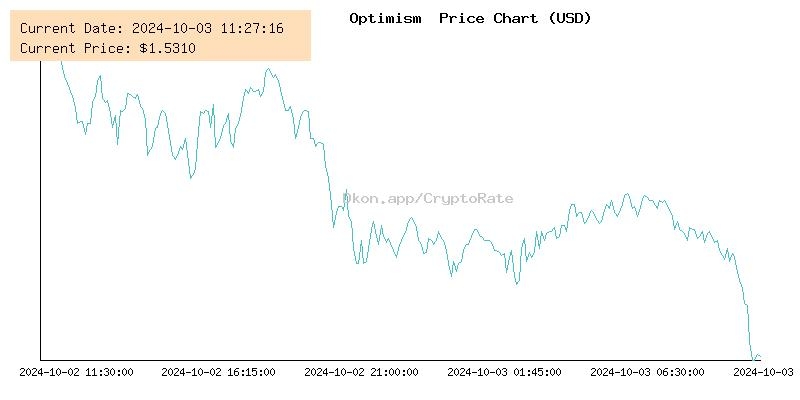 Optimism  Price Chart (USD)
Current Date: 2024-10-03 11:27:16
Current Price: $1.5310
Dkon.app/CryptoRate
2024-10-02 11:30:00 2024-10-02 16:15:00 2024-10-02 21:00:00 2024-10-03 01:45:00 2024-10-03 06:30:00 2024-10-03